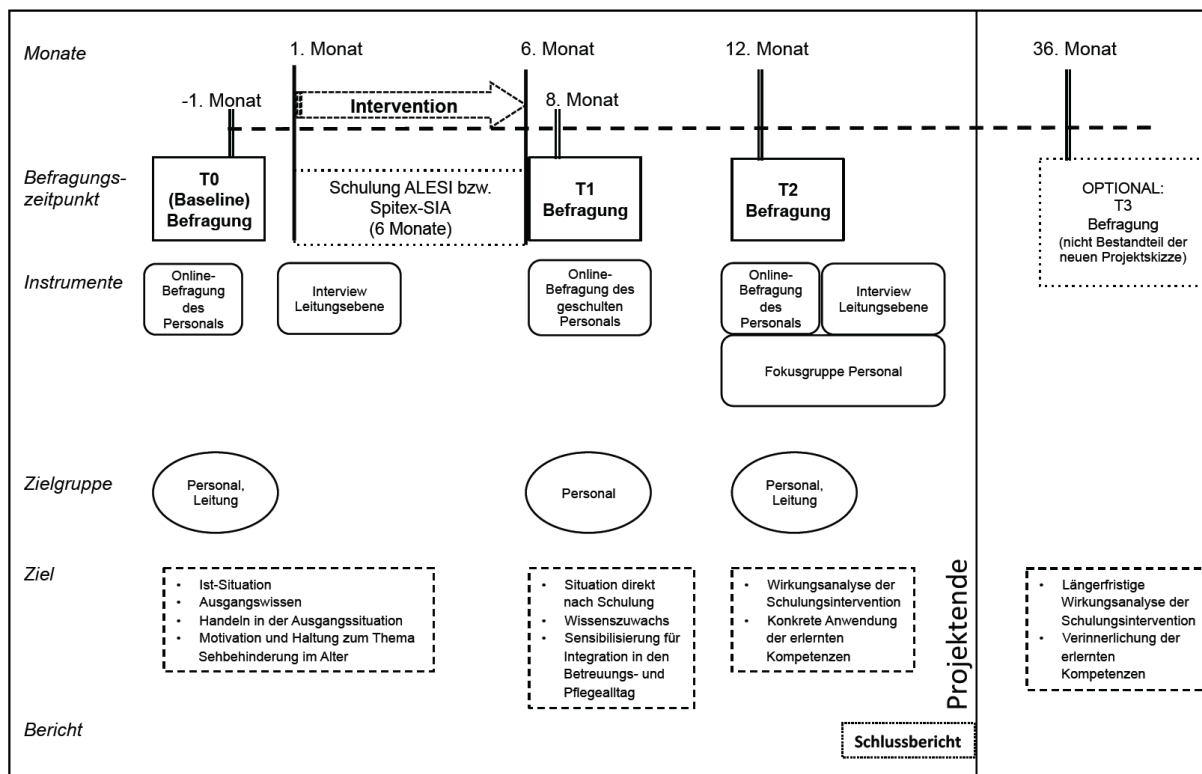 Monate
1. Monat
6. Monat
12. Monat
36. Monat
-1. Monat
Intervention
8. Monat
Befragungs-
zeitpunkt
T0
(Baseline)
Befragung
Schulung ALESI bzw.
Spitex-SIA
(6 Monate)
T1
Befragung
T2
Befragung
OPTIONAL:
T3
Befragung
(nicht Bestandteil der
neuen Projektskizze)
Instrumente
Online-
Befragung
des
Personals
Interview
Leitungsebene
Online-
Befragung des
geschulten
Personals
Online-
Befragung
des
Personals
Interview
Leitungsebene
Fokusgruppe Personal
Zielgruppe
Personal,
Leitung
Personal
Personal,
Leitung
Ziel
• Ist-Situation
• Ausgangswissen
• Handeln in der Ausgangssituation
• Motivation und Haltung zum Thema
Sehbehinderung im Alter
• Situation direkt
nach Schulung
• Wissenszuwachs
• Sensibilisierung für
Integration in den
Betreuungs- und
Pflegealltag
• Wirkungsanalyse der
Schulungsintervention
• Konkrete Anwendung
der erlernten
Kompetenzen
Projektende
• Längerfristige
Wirkungsanalyse der
Schulungsintervention
• Verinnerlichung der
erlernten
Kompetenzen
Bericht
Schlussbericht